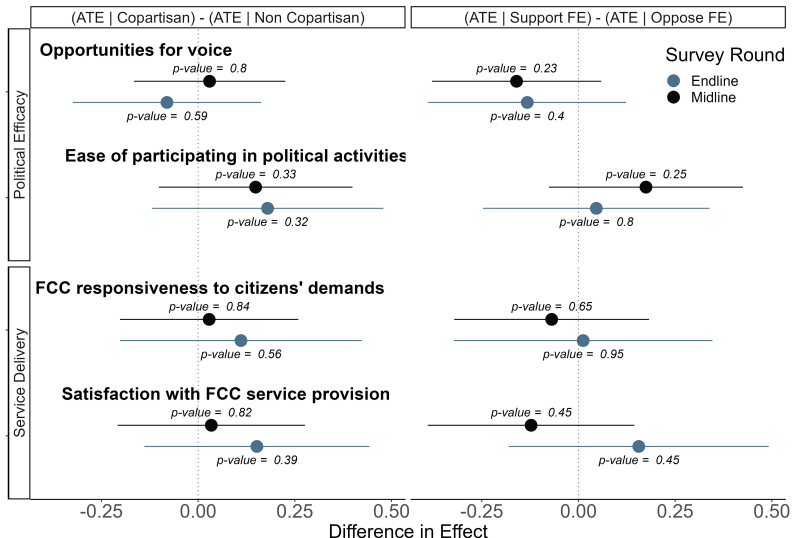 (ATE | Copartisan) - (ATE | Non Copartisan)
(ATE | Support FE) - (ATE | Oppose FE)
Political Efficacy
Opportunities for voice
p-value = 0.8
p-value = 0.59
Ease of participating in political activities
p-value = 0.33
p-value = 0.32
p-value = 0.23
p-value = 0.4
p-value = 0.25
p-value = 0.8
Survey Round
Endline
Midline
Service Delivery
FCC responsiveness to citizens' demands
p-value = 0.84
p-value = 0.56
Satisfaction with FCC service provision
p-value = 0.82
p-value = 0.39
p-value = 0.65
p-value = 0.95
p-value = 0.45
p-value = 0.45
-0.25 0.00 0.25 0.50
-0.25 0.00 0.25 0.50
Difference in Effect